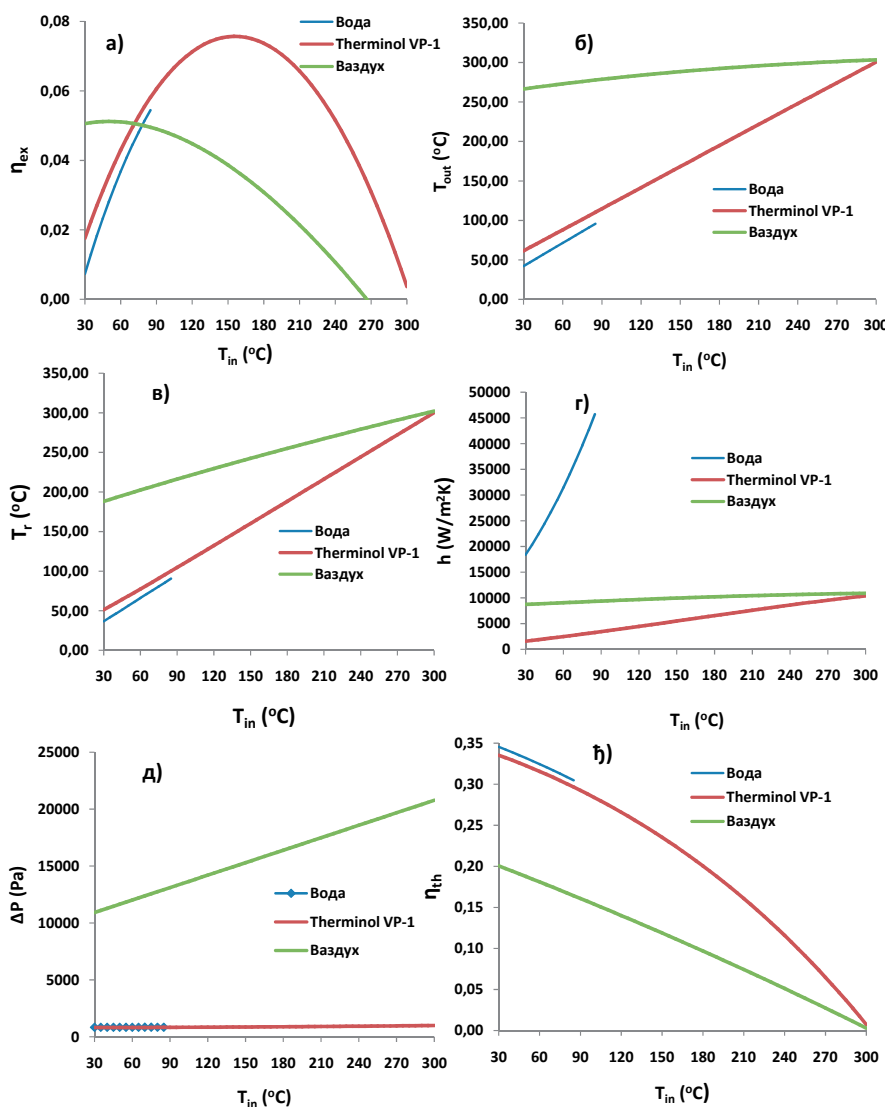 а)
Вода
Therminol VP-1
Ваздух
0,08
0,06
0,04
0,02
0,00
η_ex
30 60 90 120 150 180 210 240 270 300
T_in (°C)
б)
350,00
300,00
250,00
200,00
150,00
100,00
50,00
0,00
T_out (°C)
Вода
Therminol VP-1
Ваздух
30 60 90 120 150 180 210 240 270 300
T_in (°C)
в)
350,00
300,00
250,00
200,00
150,00
100,00
50,00
0,00
T_r (°C)
Вода
Therminol VP-1
Ваздух
30 60 90 120 150 180 210 240 270 300
T_in (°C)
г)
50000
45000
40000
35000
30000
25000
20000
15000
10000
5000
0
h (W/m²K)
Вода
Therminol VP-1
Ваздух
30 60 90 120 150 180 210 240 270 300
T_in (°C)
д)
25000
20000
15000
10000
5000
0
ΔP (Pa)
Вода
Therminol VP-1
Ваздух
30 60 90 120 150 180 210 240 270 300
T_in (°C)
ђ)
0,35
0,30
0,25
0,20
0,15
0,10
0,05
0,00
η_th
Вода
Therminol VP-1
Ваздух
30 60 90 120 150 180 210 240 270 300
T_in (°C)